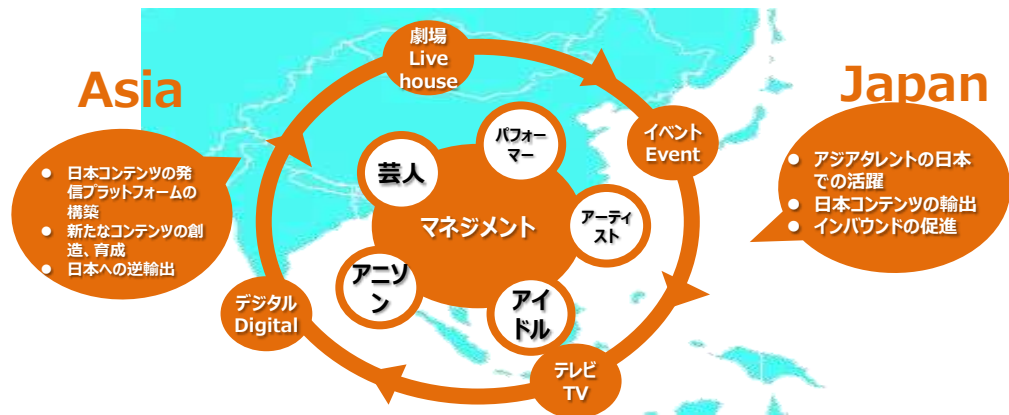 Asia
● 日本コンテンツの発
信プラットフォームの
構築
● 新たなコンテンツの創
造、育成
● 日本への逆輸出
劇場
Live
house
パフォー
マー
芸人
マネジメント
アーティ
スト
アニソ
ン
アイ
ドル
イベント
Event
デジタル
Digital
テレビ
TV
Japan
● アジアタレントの日本
での活躍
● 日本コンテンツの輸出
● インバウンドの促進